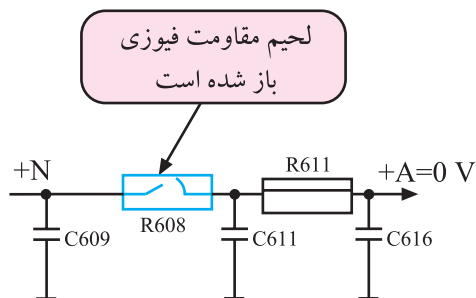 لحیم مقاومت فیوزی
باز شده است
+N
R611
+A=0 V
C609
R608
C611
C616